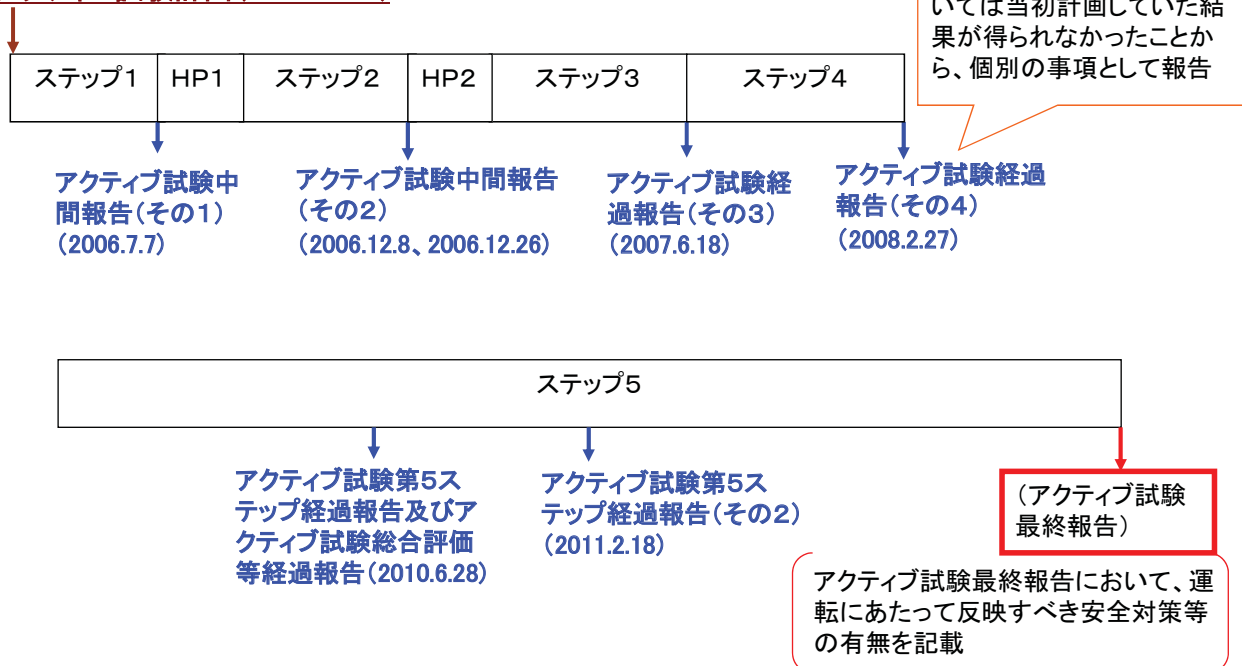 いては当初計画していた結
果が得られなかったことか
ら、個別の事項として報告
ステップ1
HP1
ステップ2
HP2
ステップ3
ステップ4
アクティブ試験中
間報告(その1)
(2006.7.7)
アクティブ試験中間報告
(その2)
(2006.12.8、2006.12.26)
アクティブ試験経
過報告(その3)
(2007.6.18)
アクティブ試験経過
報告(その4)
(2008.2.27)
ステップ5
アクティブ試験第5ス
テップ経過報告及びア
クティブ試験総合評価
等経過報告(2010.6.28)
アクティブ試験第5ス
テップ経過報告(その2)
(2011.2.18)
(アクティブ試験
最終報告)
アクティブ試験最終報告において、運
転にあたって反映すべき安全対策等
の有無を記載